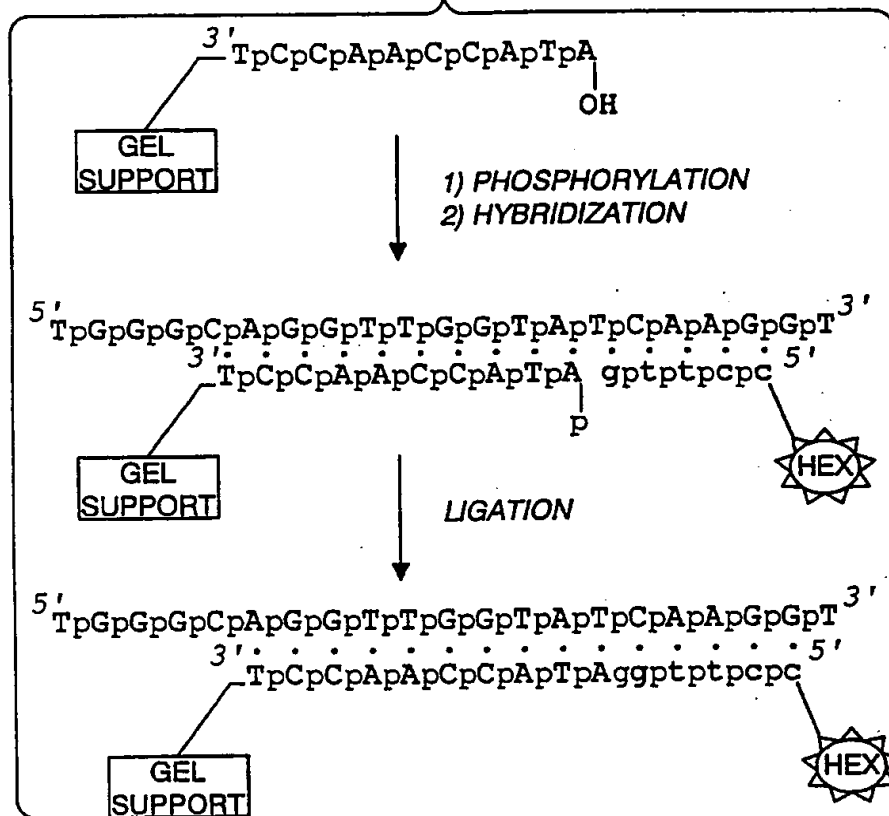 3'
TpCpCpApApCpCpApTpA
OH
GEL
SUPPORT
1) PHOSPHORYLATION
2) HYBRIDIZATION
5' TpGpGpGpCpApGpGpTpTpGpGpTpApTpCpApApGpGpT 3'
3' TpCpCpApApCpCpApTpA gptptpcpc 5'
p
GEL
SUPPORT
HEX
LIGATION
5' TpGpGpGpCpApGpGpTpTpGpGpTpApTpCpApApGpGpT 3'
3' TpCpCpApApCpCpApTpAggptptpcpc 5'
GEL
SUPPORT
HEX